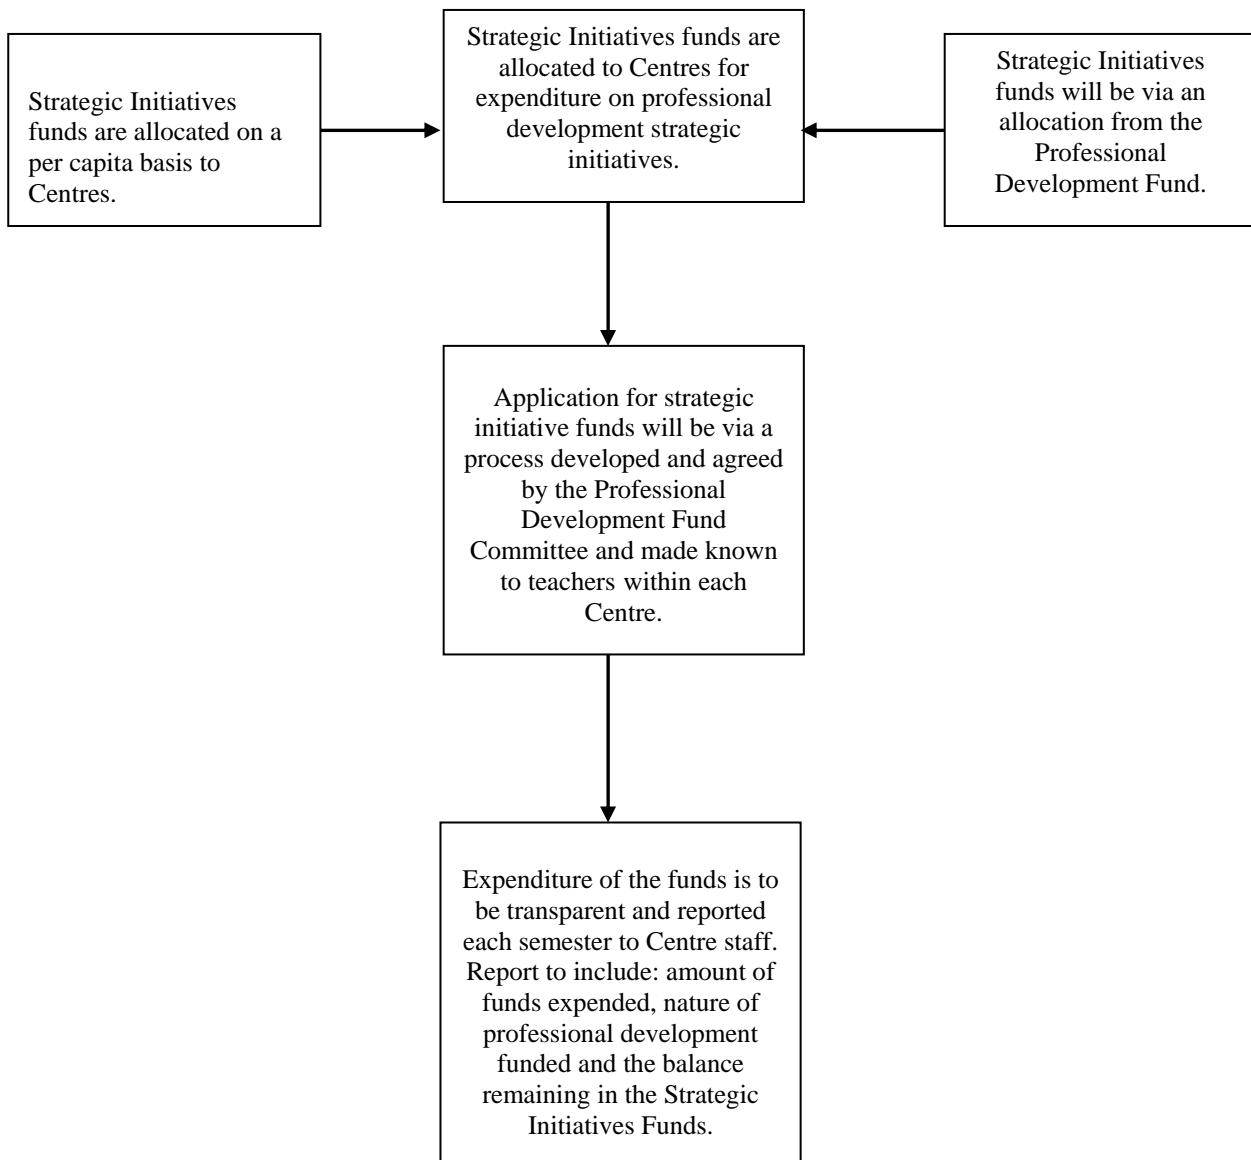 Strategic Initiatives
funds are allocated on a
per capita basis to
Centres.
Strategic Initiatives funds are
allocated to Centres for
expenditure on professional
development strategic
initiatives.
Strategic Initiatives
funds will be via an
allocation from the
Professional
Development Fund.
Application for strategic
initiative funds will be via a
process developed and agreed
by the Professional
Development Fund
Committee and made known
to teachers within each
Centre.
Expenditure of the funds is to
be transparent and reported
each semester to Centre staff.
Report to include: amount of
funds expended, nature of
professional development
funded and the balance
remaining in the Strategic
Initiatives Funds.